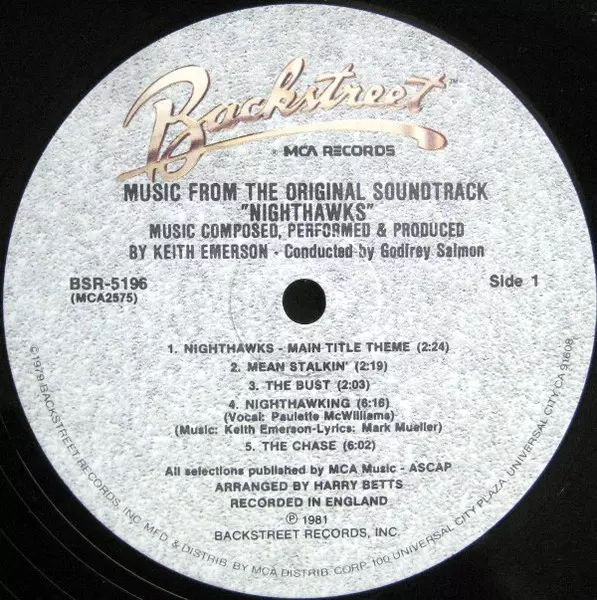 Backstreet™
MCA RECORDS
MUSIC FROM THE ORIGINAL SOUNDTRACK
"NIGHTHAWKS"
MUSIC COMPOSED, PERFORMED & PRODUCED
BY KEITH EMERSON - Conducted by Godfrey Salmon
BSR-5196
(MCA2575)
Side 1
1. NIGHTHAWKS - MAIN TITLE THEME (2:24)
2. MEAN STALKIN' (2:19)
3. THE BUST (2:03)
4. NIGHTHAWKING (6:16)
(Vocal: Paulette McWilliams)
(Music: Keith Emerson-Lyrics: Mark Mueller)
5. THE CHASE (6:02)
All selections published by MCA Music - ASCAP
ARRANGED BY HARRY BETTS
RECORDED IN ENGLAND
Ⓟ 1981
BACKSTREET RECORDS, INC.
©1979 BACKSTREET RECORDS, INC. MFD. & DISTRIB. BY MCA DISTRIB. CORP. 100 UNIVERSAL CITY PLAZA, UNIVERSAL CITY, CA 91608.